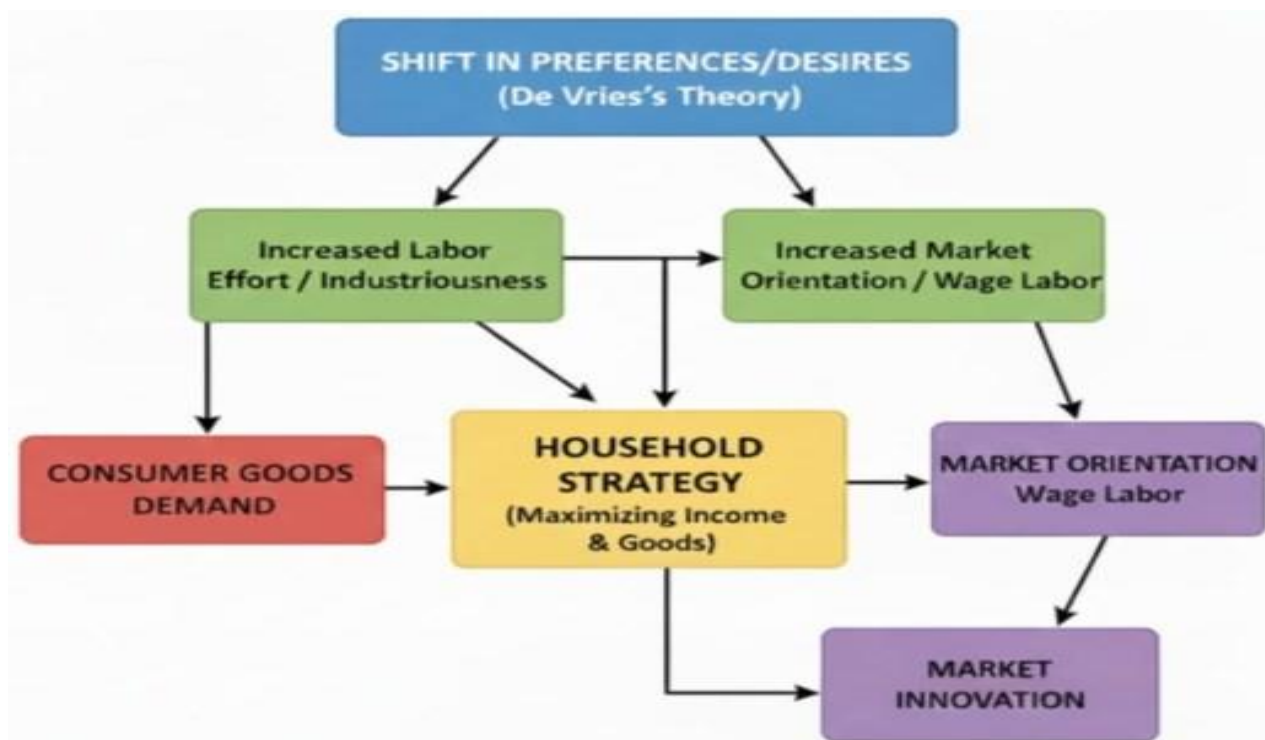 SHIFT IN PREFERENCES/DESIRES
(De Vries's Theory)
Increased Labor
Effort / Industriousness
Increased Market
Orientation / Wage Labor
CONSUMER GOODS
DEMAND
HOUSEHOLD
STRATEGY
(Maximizing Income
& Goods)
MARKET ORIENTATION
Wage Labor
MARKET
INNOVATION